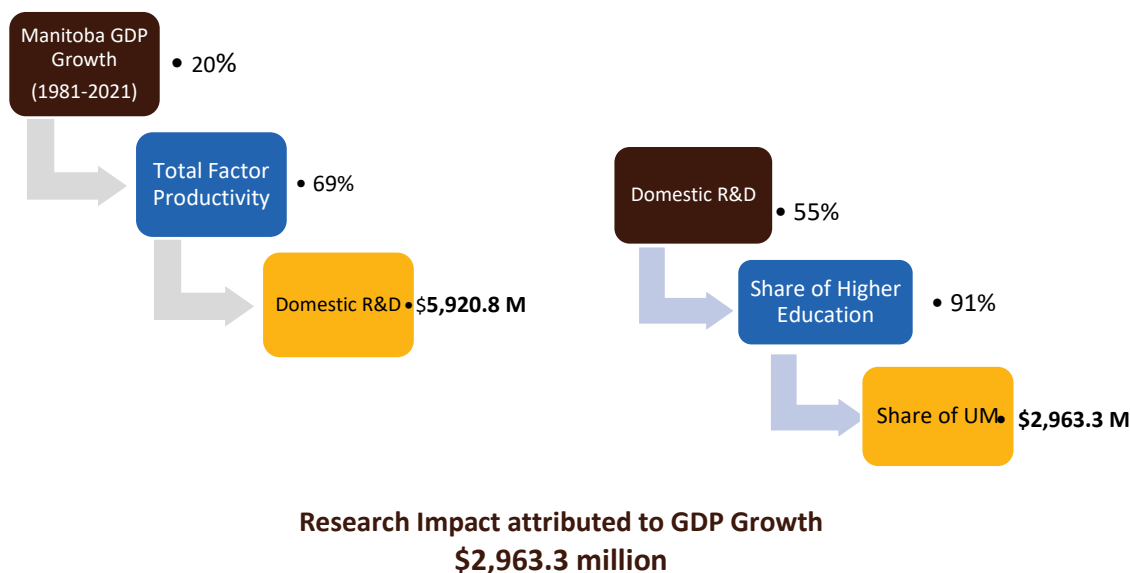 Manitoba GDP
Growth
(1981-2021)
• 20%
Total Factor
Productivity
• 69%
Domestic R&D
• $5,920.8 M
Domestic R&D
• 55%
Share of Higher
Education
• 91%
Share of UM
• $2,963.3 M
Research Impact attributed to GDP Growth
$2,963.3 million